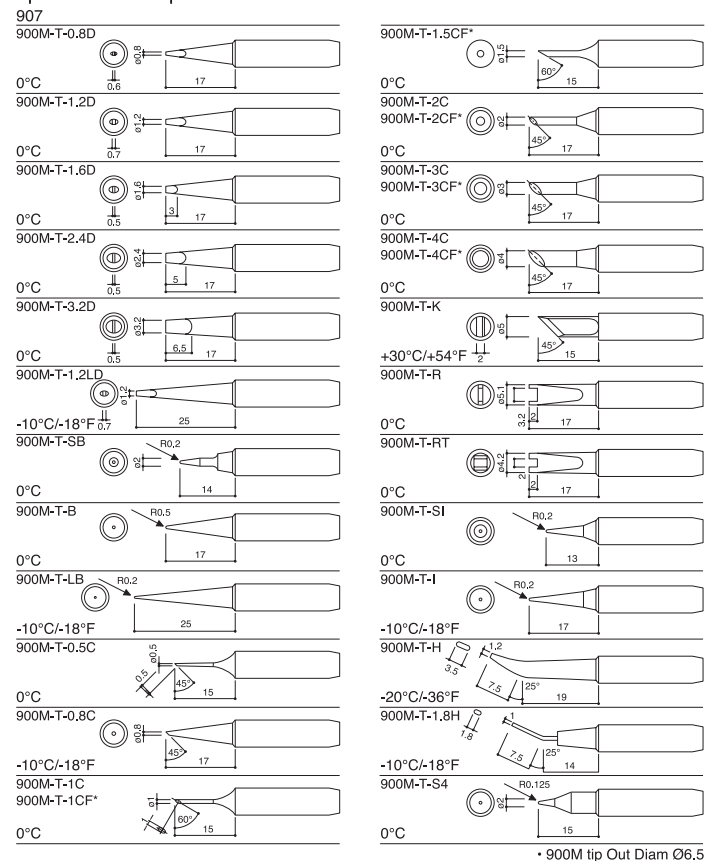 907
900M-T-0.8D
ø0.8
0.6
17
0°C
900M-T-1.2D
ø1.2
0.7
17
0°C
900M-T-1.6D
ø1.6
0.5
3
17
0°C
900M-T-2.4D
ø2.4
0.5
5
17
0°C
900M-T-3.2D
ø3.2
0.5
6.5
17
0°C
900M-T-1.2LD
ø1.2
0.7
25
-10°C/-18°F
900M-T-SB
R0.2
ø2
14
0°C
900M-T-B
R0.5
17
0°C
900M-T-LB
R0.2
25
-10°C/-18°F
900M-T-0.5C
ø0.5
0.5
45°
15
0°C
900M-T-0.8C
ø0.8
45°
17
-10°C/-18°F
900M-T-1C
900M-T-1CF*
ø1
1
60°
15
0°C
900M-T-1.5CF*
ø1.5
60°
15
0°C
900M-T-2C
900M-T-2CF*
ø2
45°
17
0°C
900M-T-3C
900M-T-3CF*
ø3
45°
17
0°C
900M-T-4C
900M-T-4CF*
ø4
45°
17
0°C
900M-T-K
ø5
45°
2
15
+30°C/+54°F
900M-T-R
ø5.1
3.2
2
17
0°C
900M-T-RT
ø4.2
2
2
17
0°C
900M-T-SI
R0.2
13
0°C
900M-T-I
R0.2
17
-10°C/-18°F
900M-T-H
1.2
3.5
7.5
25°
19
-20°C/-36°F
900M-T-1.8H
1
1.8
7.5
25°
14
-10°C/-18°F
900M-T-S4
R0.125
ø2
15
0°C
• 900M tip Out Diam Ø6.5